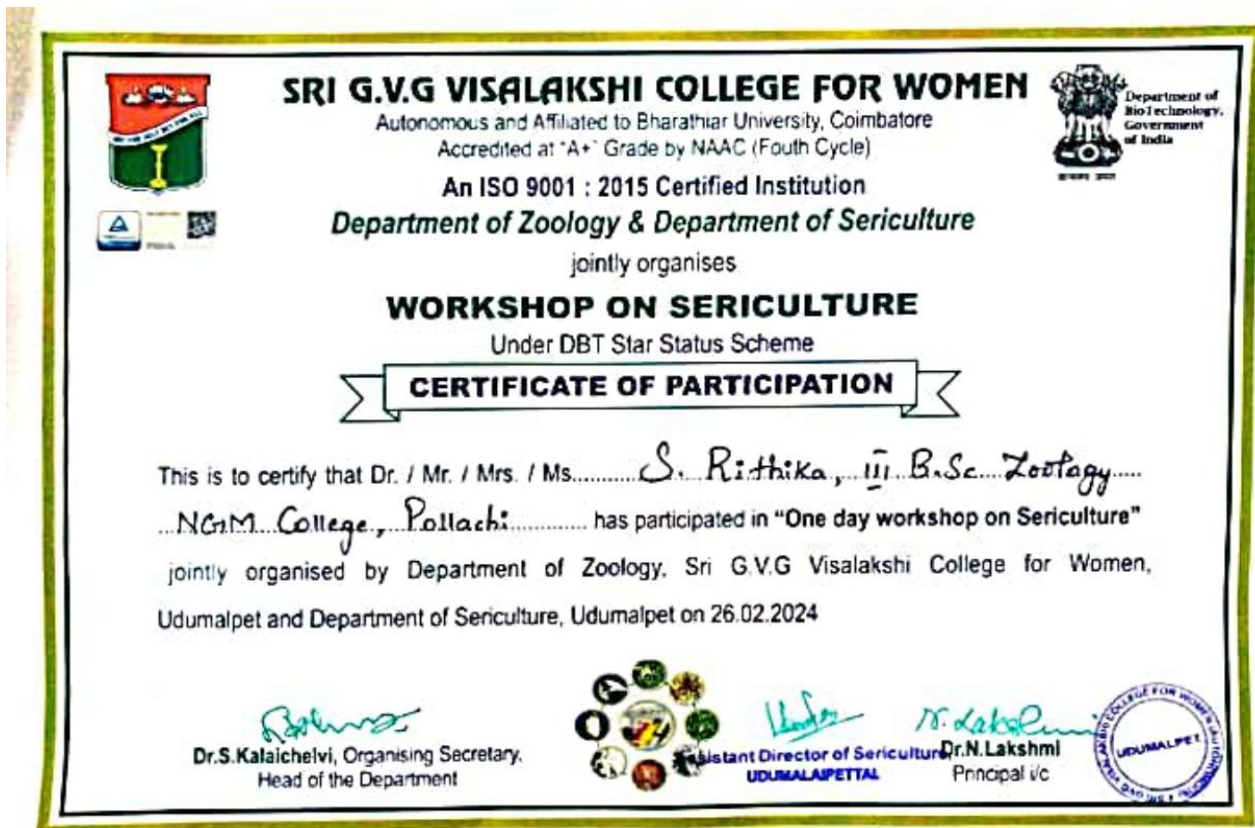 SRI G.V.G VISALAKSHI COLLEGE FOR WOMEN
Autonomous and Affiliated to Bharathiar University, Coimbatore
Accredited at "A+" Grade by NAAC (Fouth Cycle)
An ISO 9001 : 2015 Certified Institution
Department of BioTechnology,
Government
of India
Department of Zoology & Department of Sericulture
jointly organises
WORKSHOP ON SERICULTURE
Under DBT Star Status Scheme
CERTIFICATE OF PARTICIPATION
This is to certify that Dr. / Mr. / Mrs. / Ms. S. Rithika, III B.Sc Zoology
NGM College, Pollachi has participated in "One day workshop on Sericulture"
jointly organised by Department of Zoology, Sri G.V.G Visalakshi College for Women,
Udumalpet and Department of Sericulture, Udumalpet on 26.02.2024
N. Lakshmi
Dr.S.Kalaichelvi, Organising Secretary,
Head of the Department
Assistant Director of Sericulture
UDUMALAIPETTAI
Dr.N.Lakshmi
Principal i/c
UDUMALPET